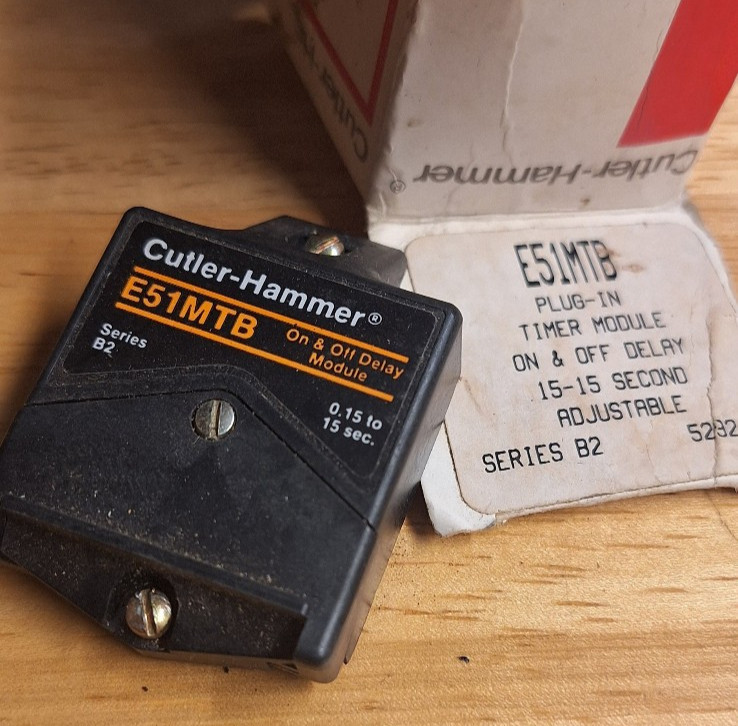 Cutler-Hammer®
Cutler-Hammer®
E51MTB
On & Off Delay
Module
Series
B2
0.15 to
15 sec.
E51MTB
PLUG-IN
TIMER MODULE
ON & OFF DELAY
15-15 SECOND
ADJUSTABLE
SERIES B2 5292